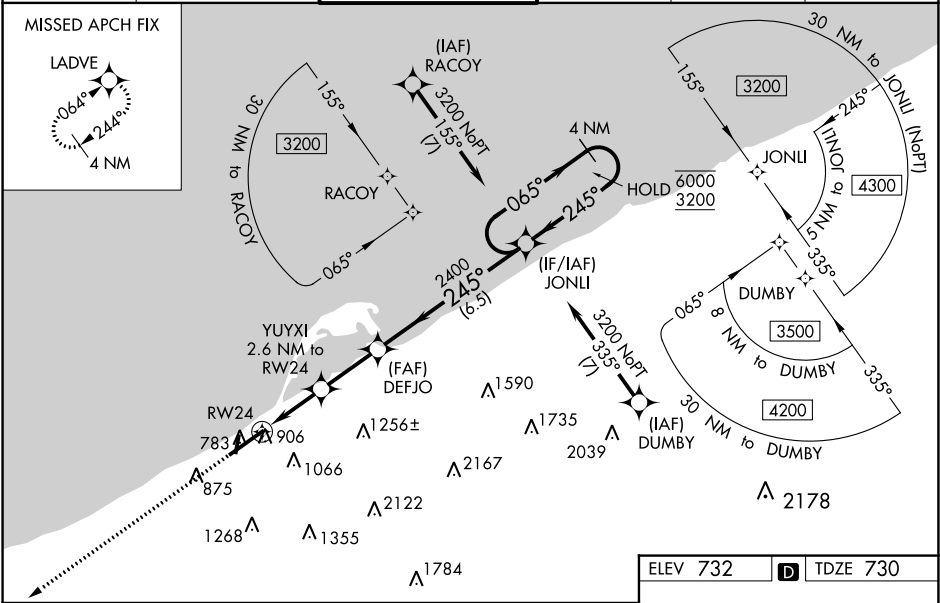 MISSED APCH FIX
LADVE
064°
244°
4 NM
30 NM to RACOY
155°
3200
RACOY
065°
(IAF)
RACOY
3200 NoPT
155°
(7)
4 NM
HOLD
6000
3200
065°
245°
(IF/IAF)
JONLI
2400
245°
(6.5)
YUYXI
2.6 NM to
RW24
(FAF)
DEFJO
RW24
3200 NoPT
335°
(7)
(IAF)
DUMBY
30 NM to JONLI (NoPT)
155°
3200
245°
JONLI
5 NM to JONLI
4300
335°
065°
DUMBY
3500
8 NM to DUMBY
335°
4200
30 NM to DUMBY
783
906
875
1066
1256±
1590
1735
2039
2167
2122
1268
1355
1784
2178
ELEV 732
D
TDZE 730